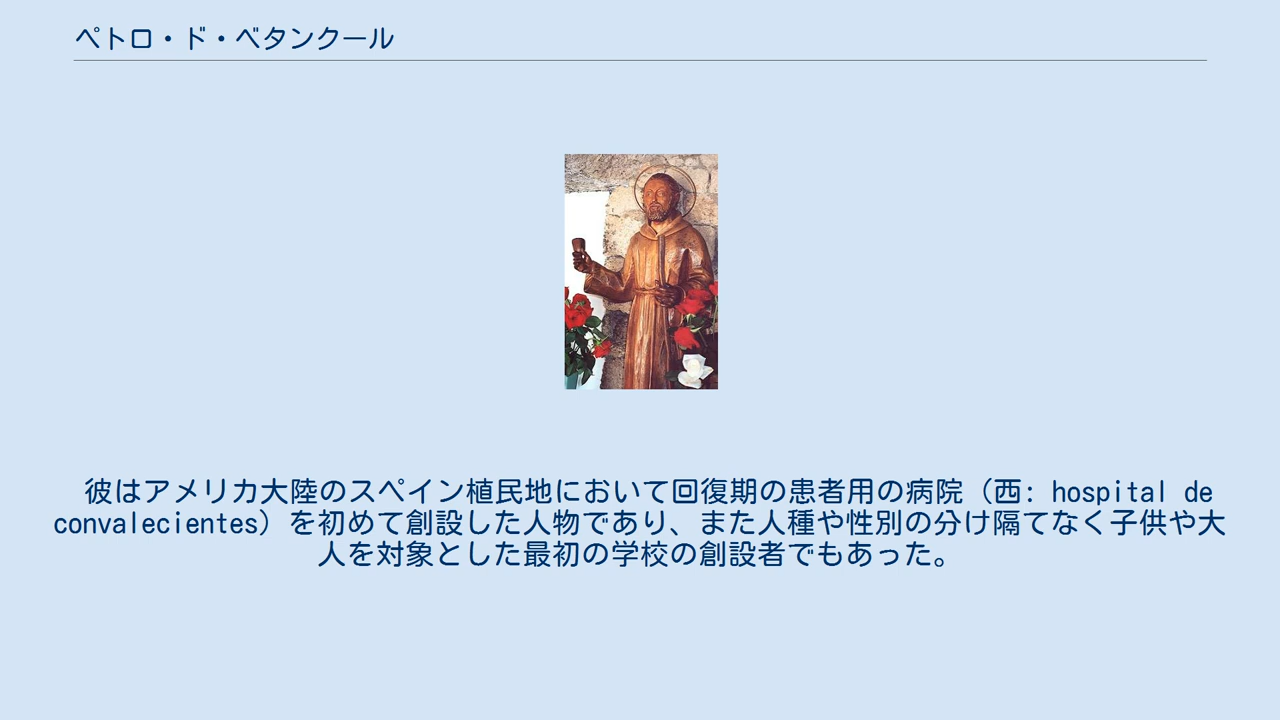 ペトロ・ド・ベタンクール
彼はアメリカ大陸のスペイン植民地において回復期の患者用の病院（西: hospital de
convalecientes）を初めて創設した人物であり、また人種や性別の分け隔てなく子供や大
人を対象とした最初の学校の創設者でもあった。